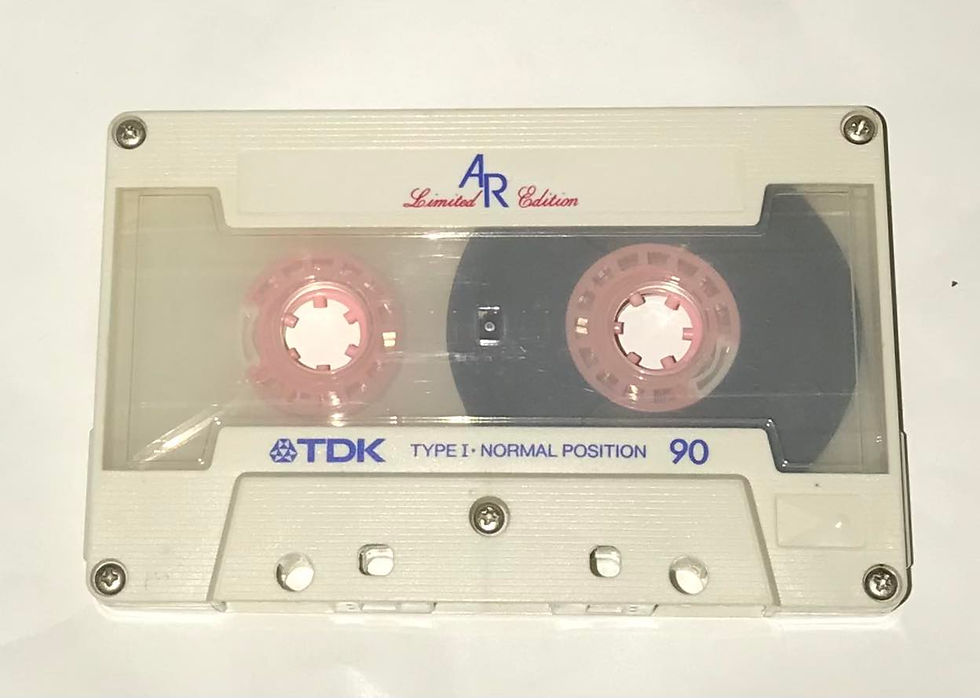 AR
Limited Edition
TDK TYPE I · NORMAL POSITION 90